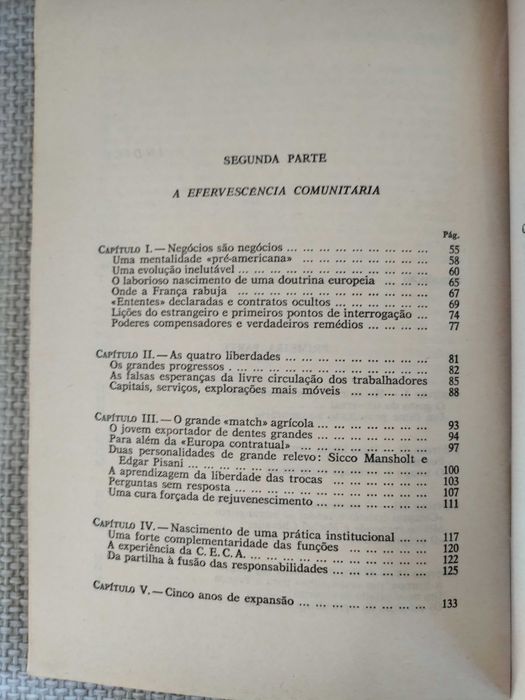 SEGUNDA PARTE
A EFERVESCÊNCIA COMUNITÁRIA
Pág.
CAPÍTULO I. — Negócios são negócios ... ... ... ... ... ... ... ... 55
Uma mentalidade «pré-americana» ... ... ... ... ... ... ... ... 58
Uma evolução inelutável ... ... ... ... ... ... ... ... ... ... 60
O laborioso nascimento de uma doutrina europeia ... ... ... 65
Onde a França rabuja ... ... ... ... ... ... ... ... ... ... 67
«Ententes» declaradas e contratos ocultos ... ... ... ... ... 69
Lições do estrangeiro e primeiros pontos de interrogação ... 74
Poderes compensadores e verdadeiros remédios ... ... ... ... 77
CAPÍTULO II. — As quatro liberdades ... ... ... ... ... ... ... ... 81
Os grandes progressos . ... ... ... ... ... ... ... ... ... ... 82
As falsas esperanças da livre circulação dos trabalhadores 85
Capitais, serviços, explorações mais móveis ... ... ... ... ... 88
CAPÍTULO III. — O grande «match» agrícola ... ... ... ... ... ... 93
O jovem exportador de dentes grandes ... ... ... ... ... ... 94
Para além da «Europa contratual» ... ... ... ... ... ... ... 97
Duas personalidades de grande relevo: Sicco Mansholt e
Edgar Pisani ... ... ... ... ... ... ... ... ... ... ... ... 100
A aprendizagem da liberdade das trocas ... ... ... ... ... 103
Perguntas sem resposta ... ... ... ... ... ... ... ... ... ... 107
Uma cura forçada de rejuvenescimento ... ... ... ... ... ... 111
CAPÍTULO IV. — Nascimento de uma prática institucional ... ... 117
Uma forte complementaridade das funções ... ... ... ... ... 120
A experiência da C. E. C. A. ... ... ... ... ... ... ... ... ... 122
Da partilha à fusão das responsabilidades ... ... ... ... ... 125
CAPÍTULO V. — Cinco anos de expansão ... ... ... ... ... ... ... 133